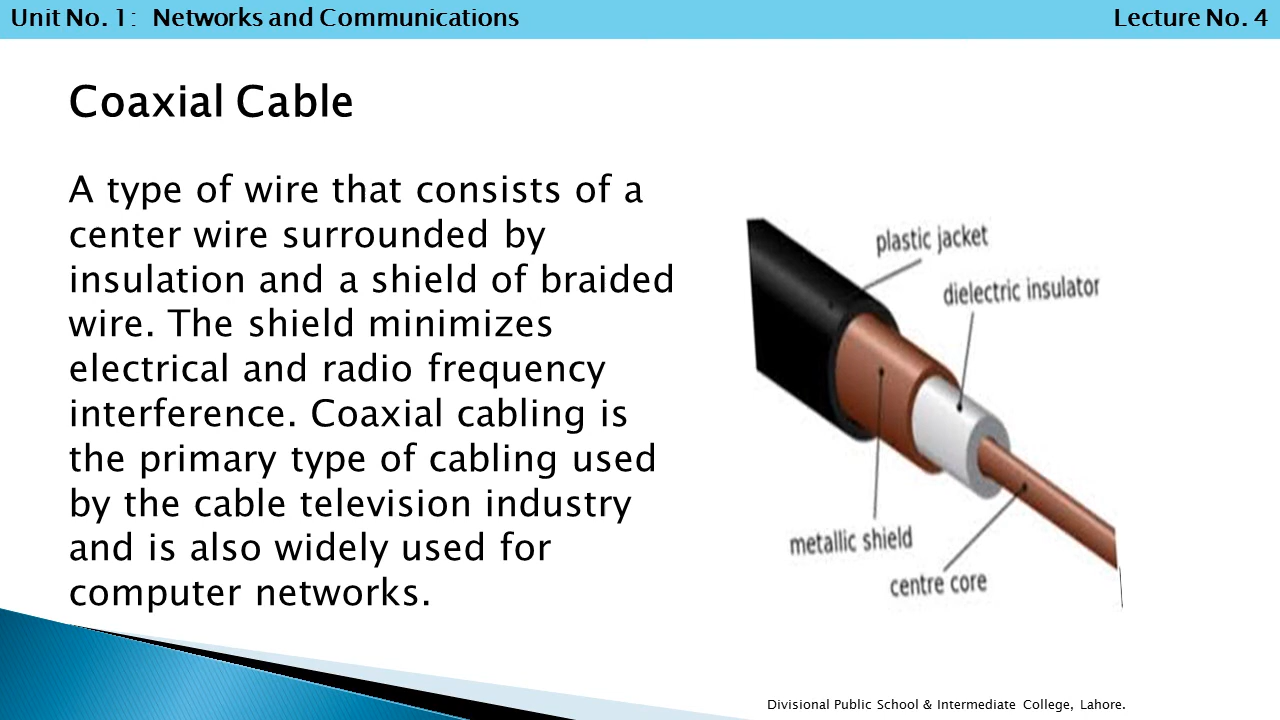 Unit No. 1:  Networks and Communications
Lecture No. 4
Coaxial Cable
A type of wire that consists of a
center wire surrounded by
insulation and a shield of braided
wire. The shield minimizes
electrical and radio frequency
interference. Coaxial cabling is
the primary type of cabling used
by the cable television industry
and is also widely used for
computer networks.
plastic jacket
dielectric insulator
metallic shield
centre core
Divisional Public School & Intermediate College, Lahore.